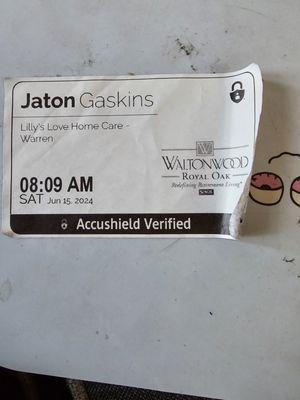 Jaton Gaskins
Lilly's Love Home Care -
Warren
W
WALTONWOOD
ROYAL OAK
Redefining Retirement Living
SINGH
08:09 AM
SAT Jun 15, 2024
Accushield Verified